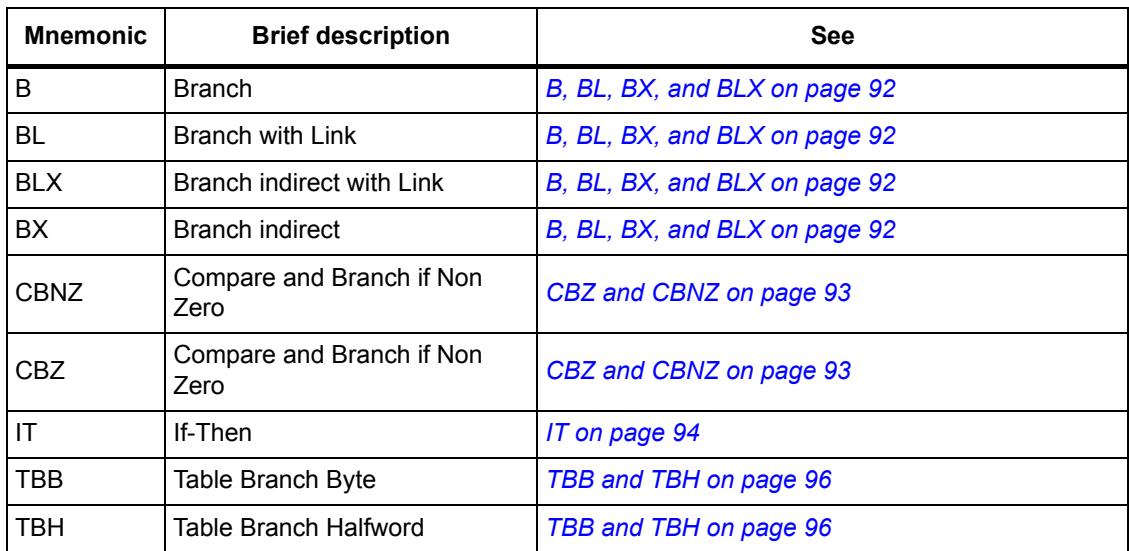 Mnemonic Brief description See
B Branch B, BL, BX, and BLX on page 92
BL Branch with Link B, BL, BX, and BLX on page 92
BLX Branch indirect with Link B, BL, BX, and BLX on page 92
BX Branch indirect B, BL, BX, and BLX on page 92
CBNZ Compare and Branch if Non
Zero CBZ and CBNZ on page 93
CBZ Compare and Branch if Non
Zero CBZ and CBNZ on page 93
IT If-Then IT on page 94
TBB Table Branch Byte TBB and TBH on page 96
TBH Table Branch Halfword TBB and TBH on page 96